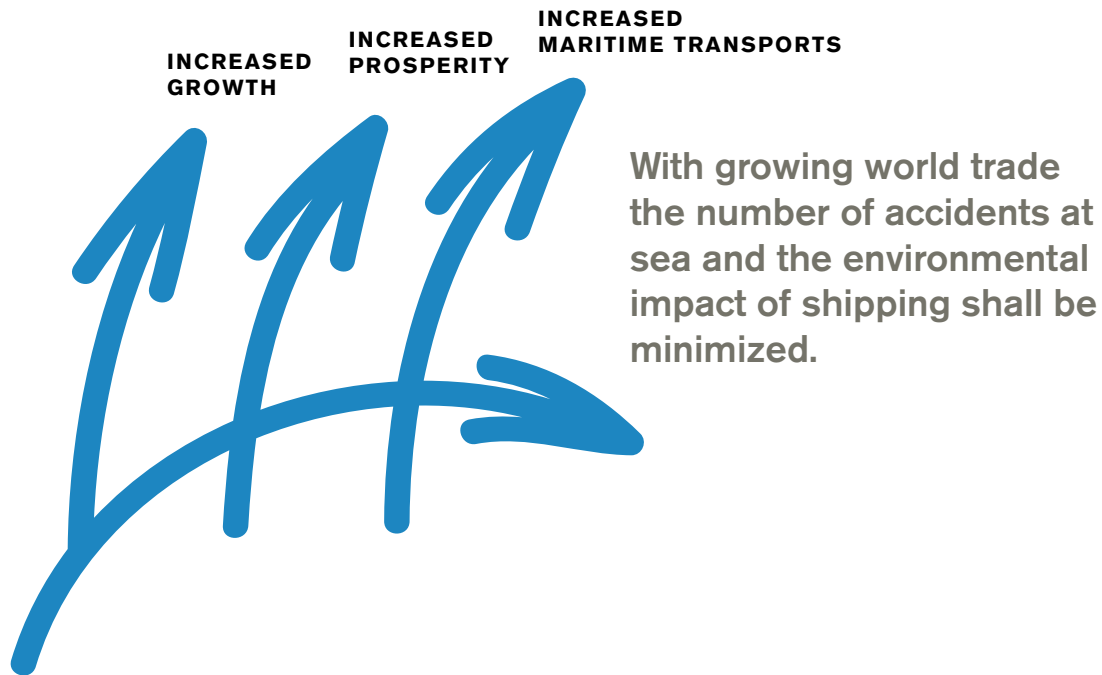 INCREASED
GROWTH
INCREASED
PROSPERITY
INCREASED
MARITIME TRANSPORTS
With growing world trade
the number of accidents at
sea and the environmental
impact of shipping shall be
minimized.